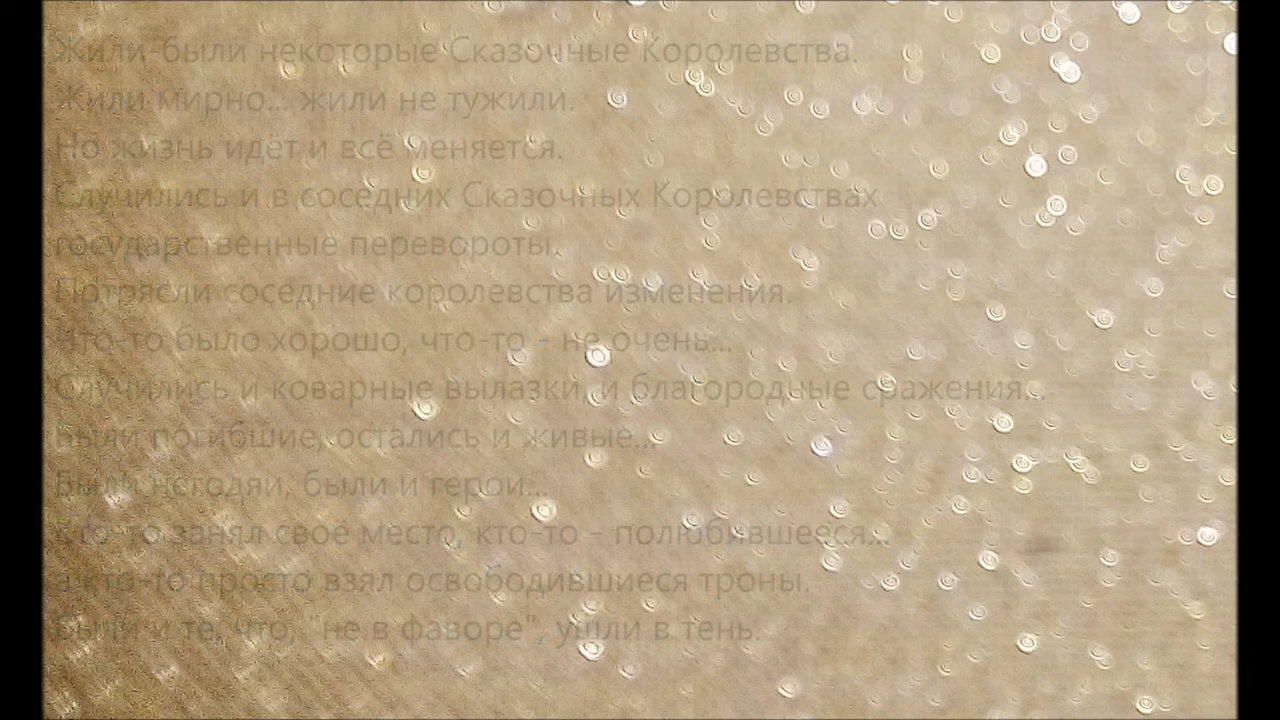 Жили-были некоторые Сказочные Королевства.
Жили мирно... жили не тужили.
Но жизнь идёт и всё меняется.
Случились и в соседних Сказочных Королевствах
государственные перевороты.
Потрясли соседние королевства изменения.
Что-то было хорошо, что-то - не очень...
Случились и коварные вылазки, и благородные сражения...
Были погибшие, остались и живые...
Были негодяи, были и герои...
Кто-то занял своё место, кто-то - полюбившееся...
а кто-то просто взял освободившиеся троны.
Были и те, что, "не в фаворе", ушли в тень.